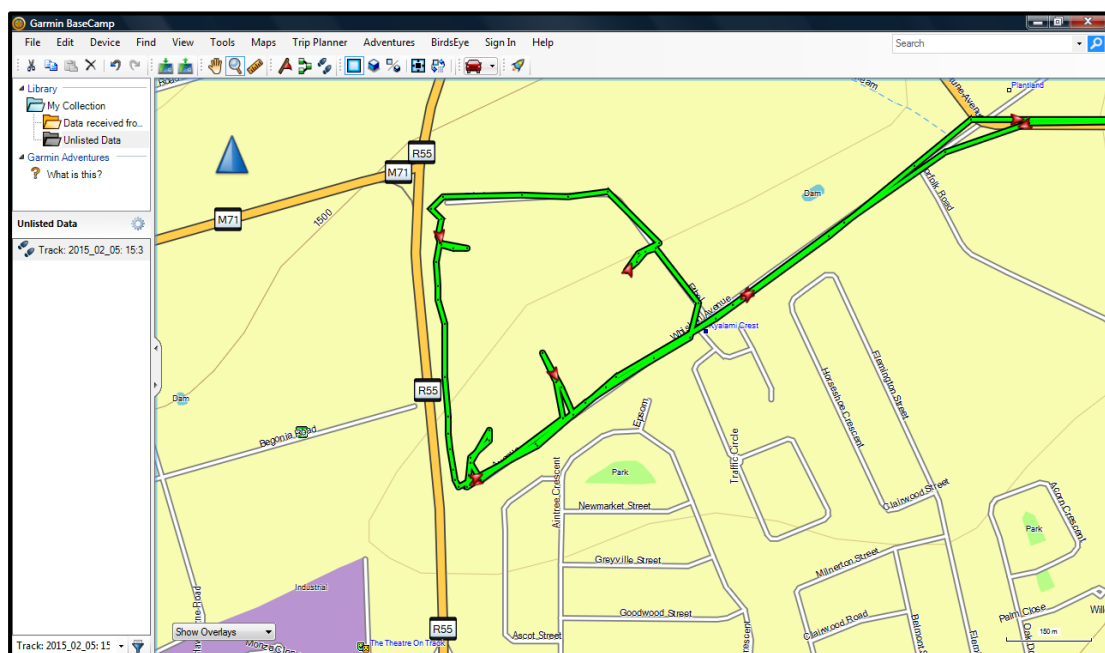 Garmin BaseCamp
File Edit Device Find View Tools Maps Trip Planner Adventures BirdsEye Sign In Help
Search
Library
My Collection
Data received fro...
Unlisted Data
Garmin Adventures
What is this?
Unlisted Data
Track: 2015_02_05: 15:3
Plantland
R55
M71
M71
1500
Dam
Ethel
Kyalami Crest
R55
Dam
Begonia Road
Flemington Street
Horseshoe Crescent
Epsom
Traffic Circle
Aintree Crescent
Park
Newmarket Street
Clairwood Street
Acorn Crescent
Park
Greyville Street
Milnerton Street
Industrial
Goodwood Street
Clairwood Road
Palm Close
R55
Ascot Street
Show Overlays
The Theatre On Track
150 m
Track: 2015_02_05: 15